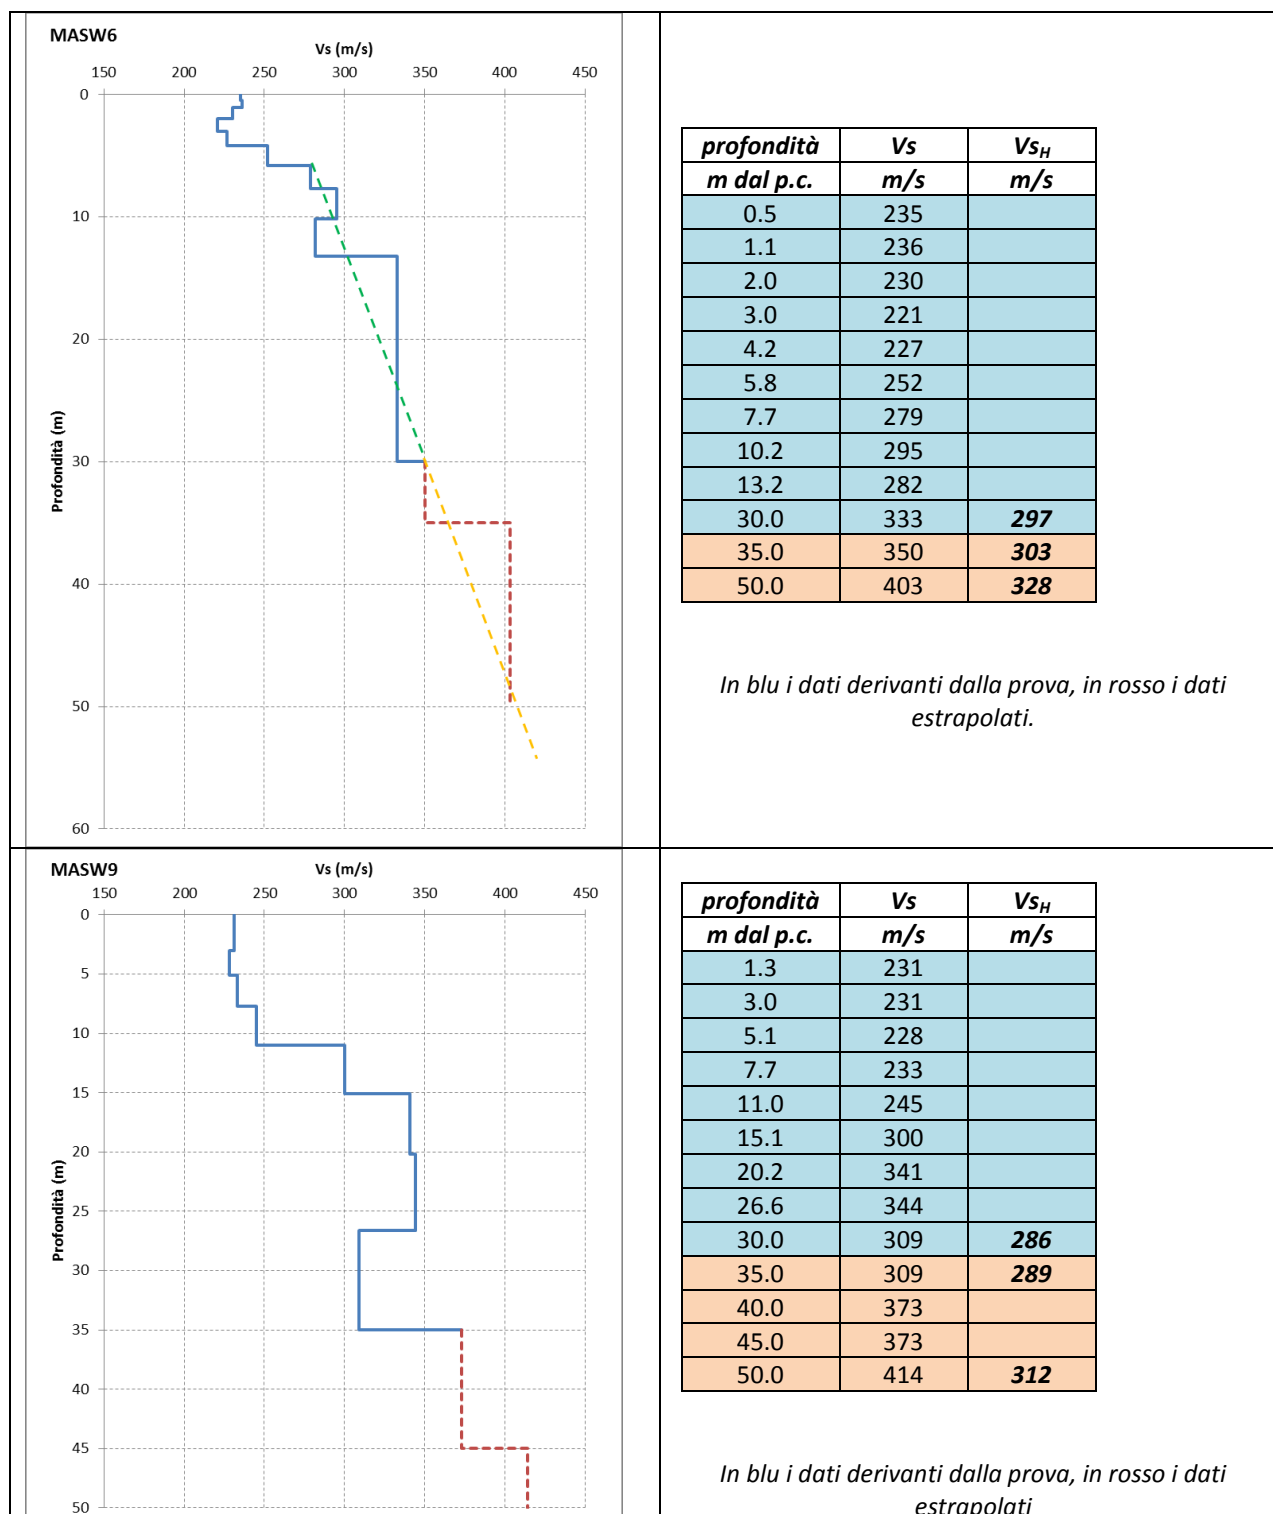 MASW6
Vs (m/s)
150 200 250 300 350 400 450
0
10
20
30
40
50
60
Profondità (m)
profondità Vs VsH
m dal p.c. m/s m/s
0.5 235
1.1 236
2.0 230
3.0 221
4.2 227
5.8 252
7.7 279
10.2 295
13.2 282
30.0 333 297
35.0 350 303
50.0 403 328
In blu i dati derivanti dalla prova, in rosso i dati
estrapolati.
MASW9
Vs (m/s)
150 200 250 300 350 400 450
0
5
10
15
20
25
30
35
40
45
50
Profondità (m)
profondità Vs VsH
m dal p.c. m/s m/s
1.3 231
3.0 231
5.1 228
7.7 233
11.0 245
15.1 300
20.2 341
26.6 344
30.0 309 286
35.0 309 289
40.0 373
45.0 373
50.0 414 312
In blu i dati derivanti dalla prova, in rosso i dati
estrapolati